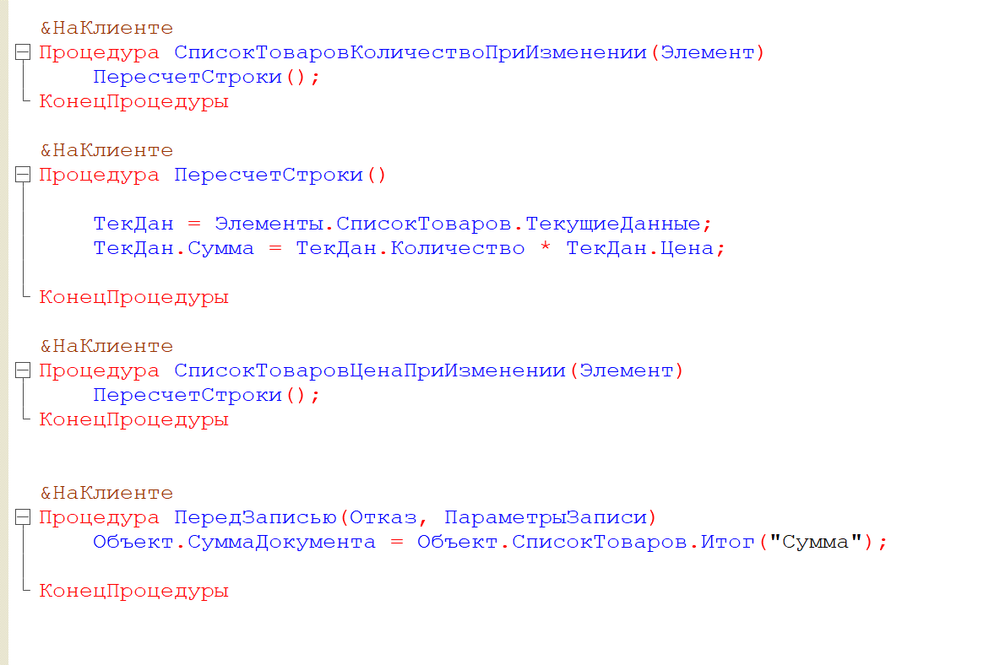 &НаКлиенте
Процедура СписокТоваровКоличествоПриИзменении(Элемент)
ПересчетСтроки();
КонецПроцедуры
&НаКлиенте
Процедура ПересчетСтроки()
ТекДан = Элементы.СписокТоваров.ТекущиеДанные;
ТекДан.Сумма = ТекДан.Количество * ТекДан.Цена;
КонецПроцедуры
&НаКлиенте
Процедура СписокТоваровЦенаПриИзменении(Элемент)
ПересчетСтроки();
КонецПроцедуры
&НаКлиенте
Процедура ПередЗаписью(Отказ, ПараметрыЗаписи)
Объект.СуммаДокумента = Объект.СписокТоваров.Итог("Сумма");
КонецПроцедуры